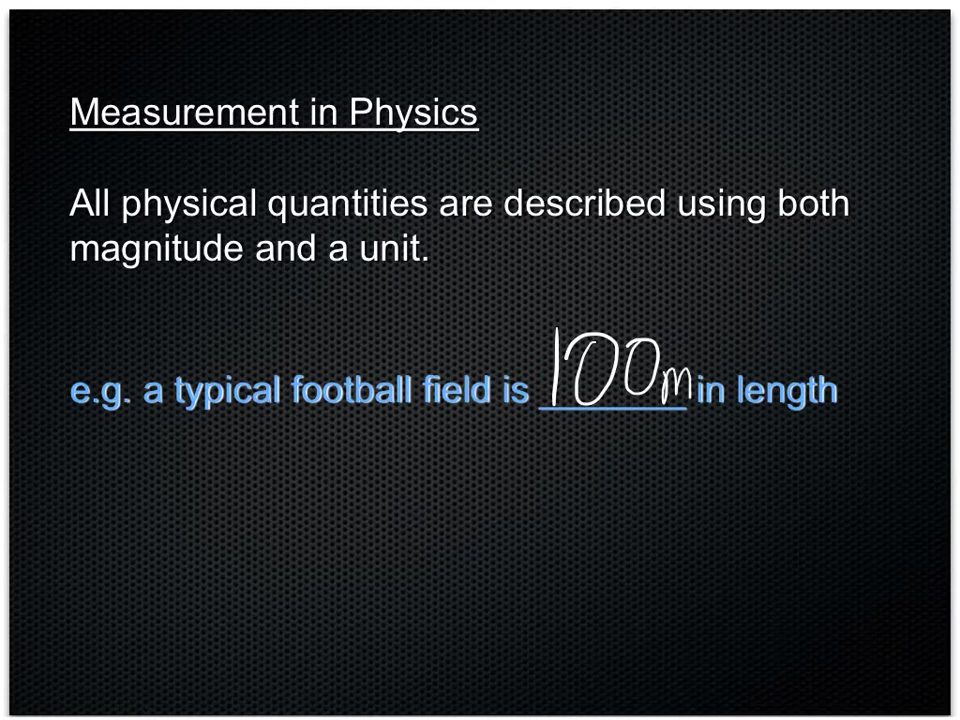 Measurement in Physics
All physical quantities are described using both
magnitude and a unit.
e.g. a typical football field is 100m in length